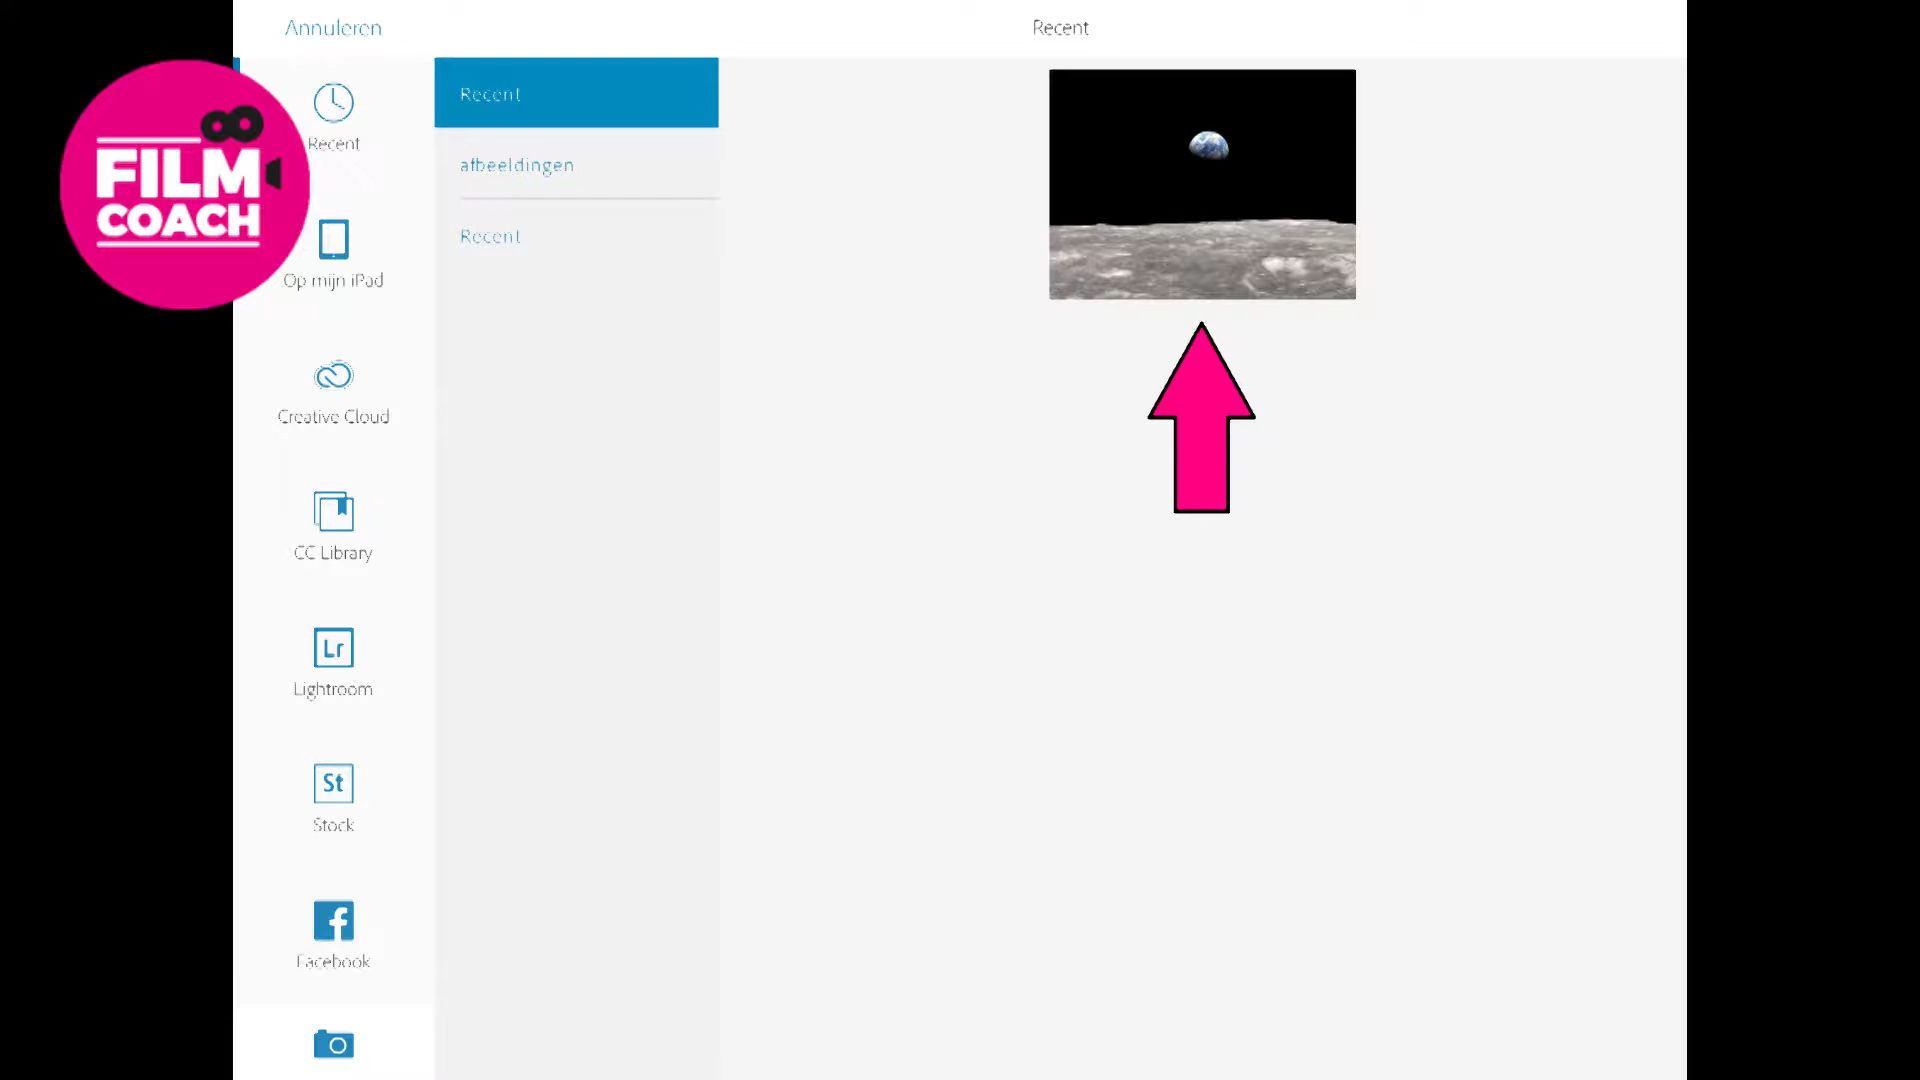 Annuleren
Recent
FILM
COACH
Recent
Op mijn iPad
Creative Cloud
CC Library
Lr
Lightroom
St
Stock
f
Facebook
Recent
afbeeldingen
Recent